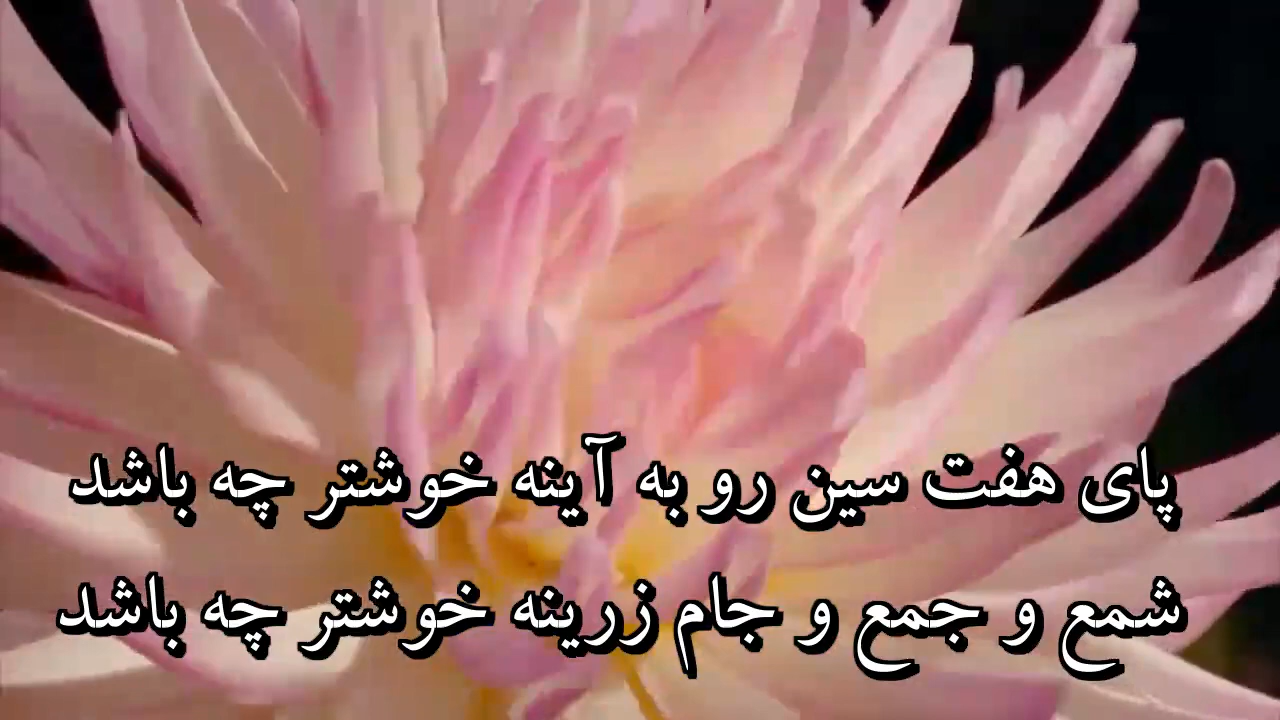 پای هفت سین رو به آینه خوشتر چه باشد
شمع و جمع و جام زرینه خوشتر چه باشد